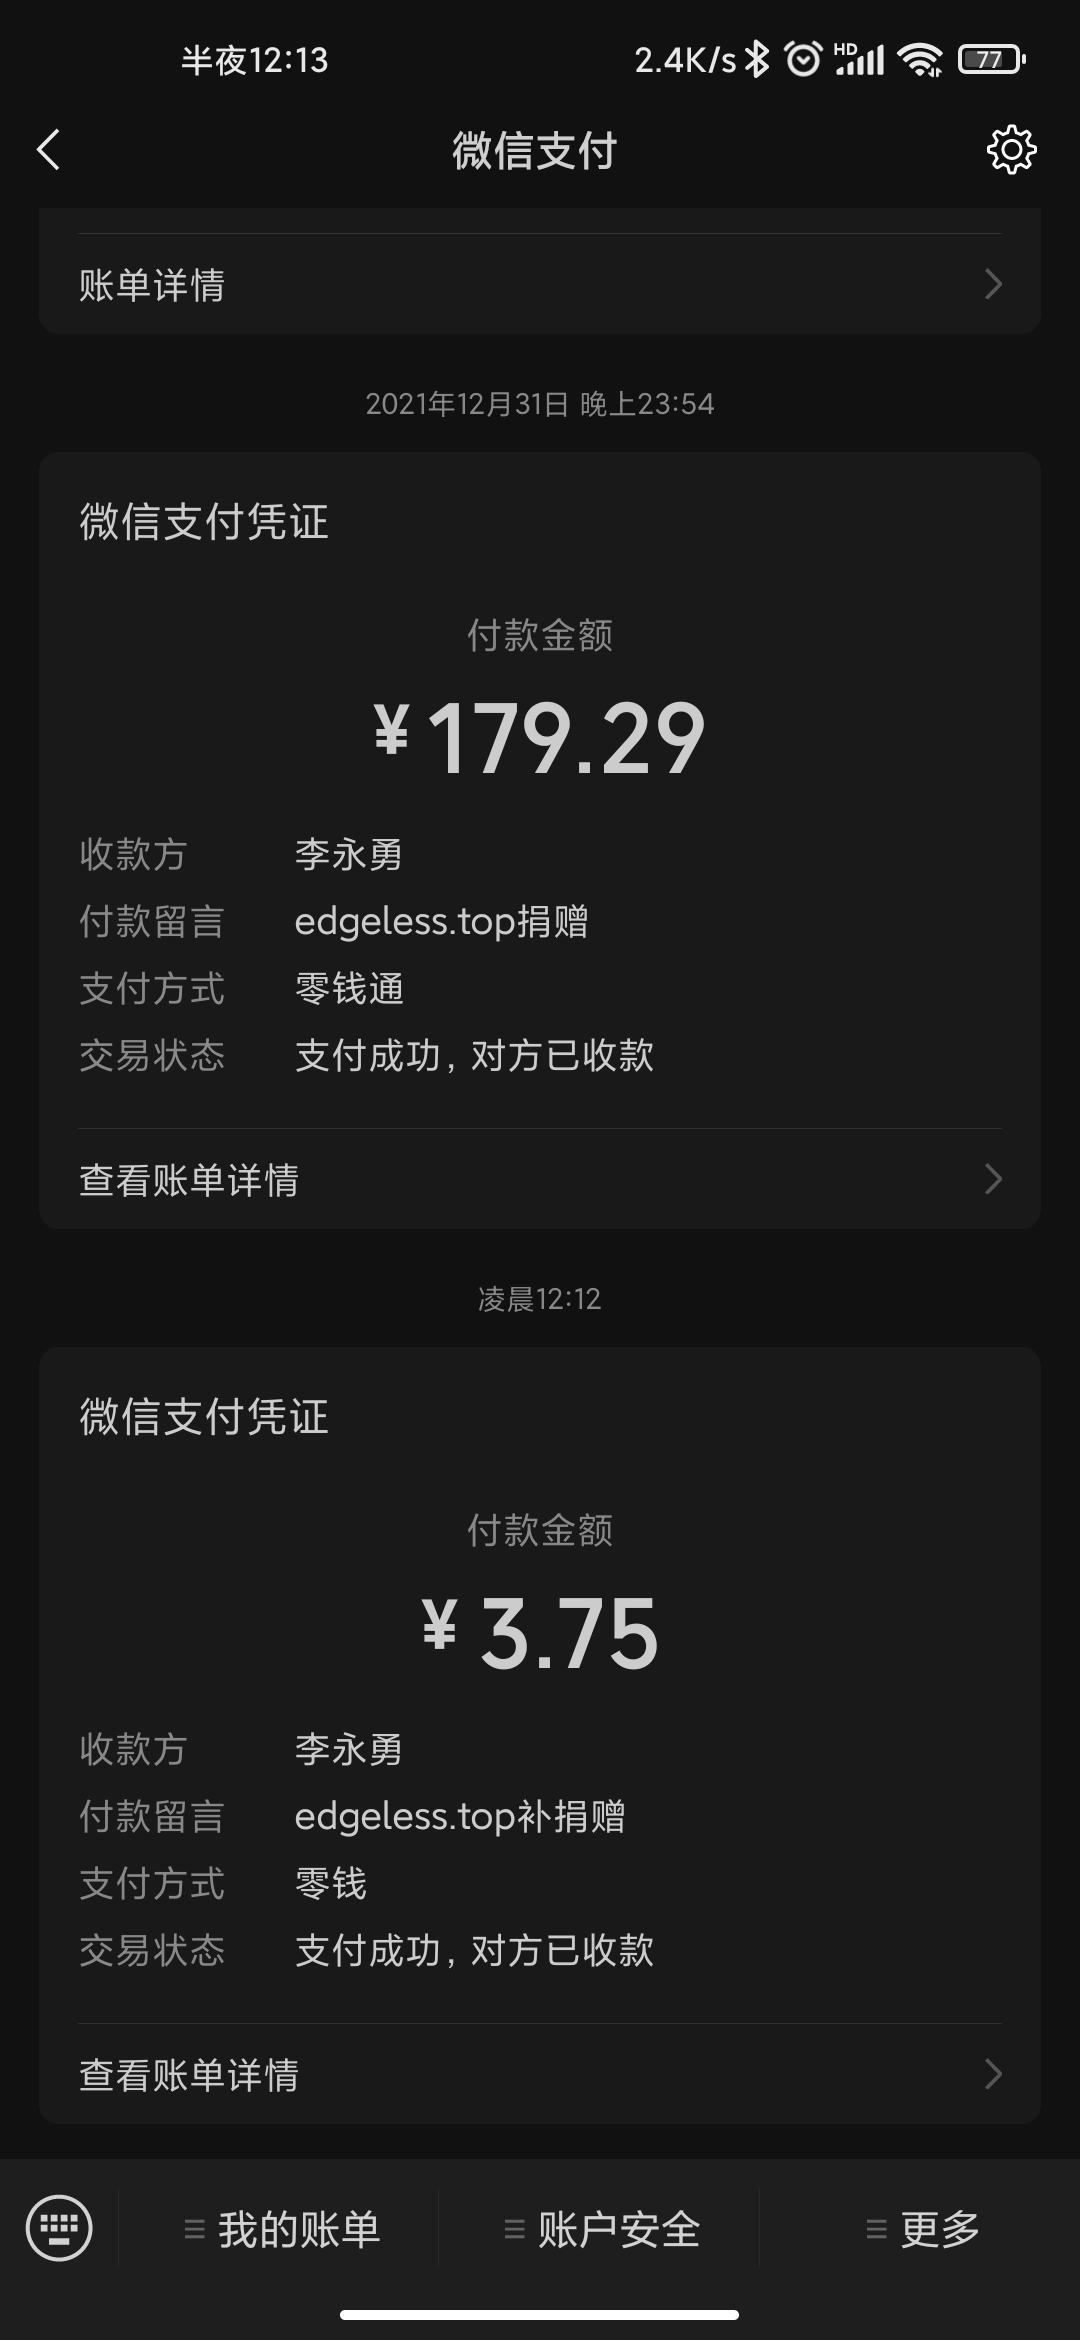 半夜12:13 2.4K/s HD 77
微信支付
账单详情
2021年12月31日 晚上23:54
微信支付凭证
付款金额
¥179.29
收款方 李永勇
付款留言 edgeless.top捐赠
支付方式 零钱通
交易状态 支付成功，对方已收款
查看账单详情
凌晨12:12
微信支付凭证
付款金额
¥3.75
收款方 李永勇
付款留言 edgeless.top补捐赠
支付方式 零钱
交易状态 支付成功，对方已收款
查看账单详情
我的账单 账户安全 更多